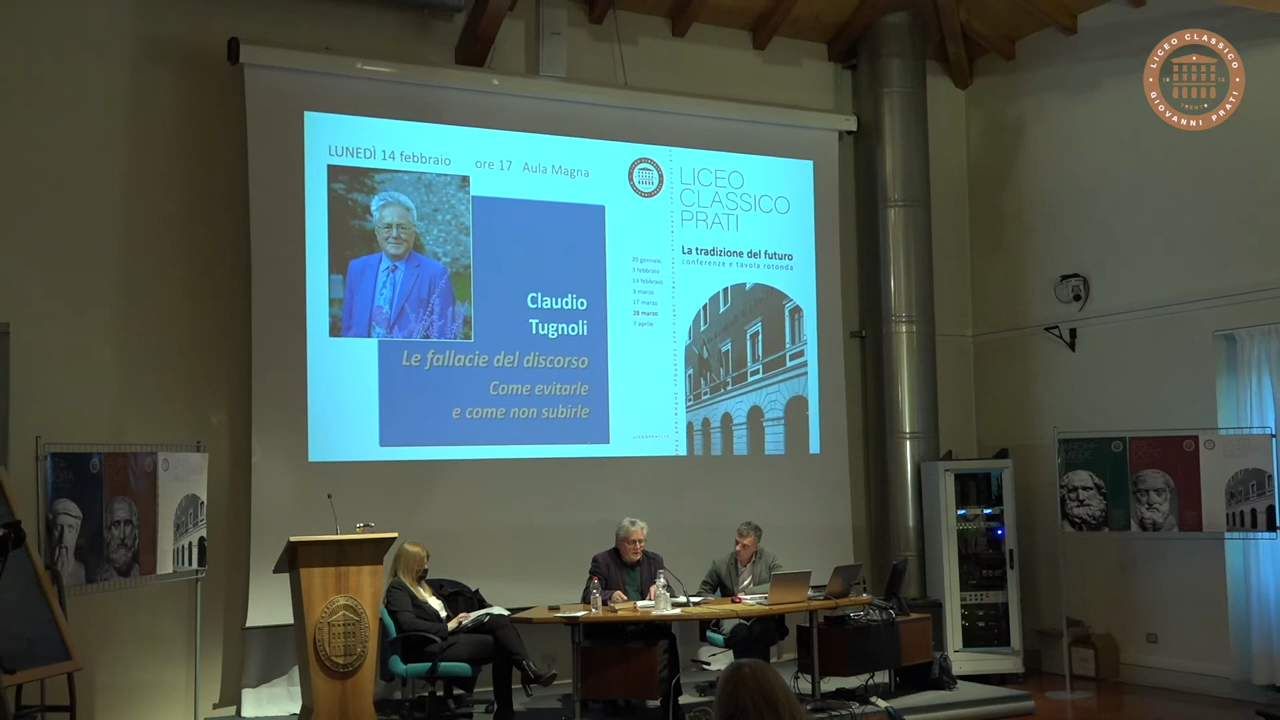 LUNEDÌ 14 febbraio ore 17 Aula Magna
Claudio
Tugnoli
Le fallacie del discorso
Come evitarle
e come non subirle
LICEO
CLASSICO
PRATI
La tradizione del futuro
conferenze e tavola rotonda
20 gennaio
3 febbraio
14 febbraio
3 marzo
17 marzo
28 marzo
7 aprile
LICEO CLASSICO
GIOVANNI PRATI
TRENTO